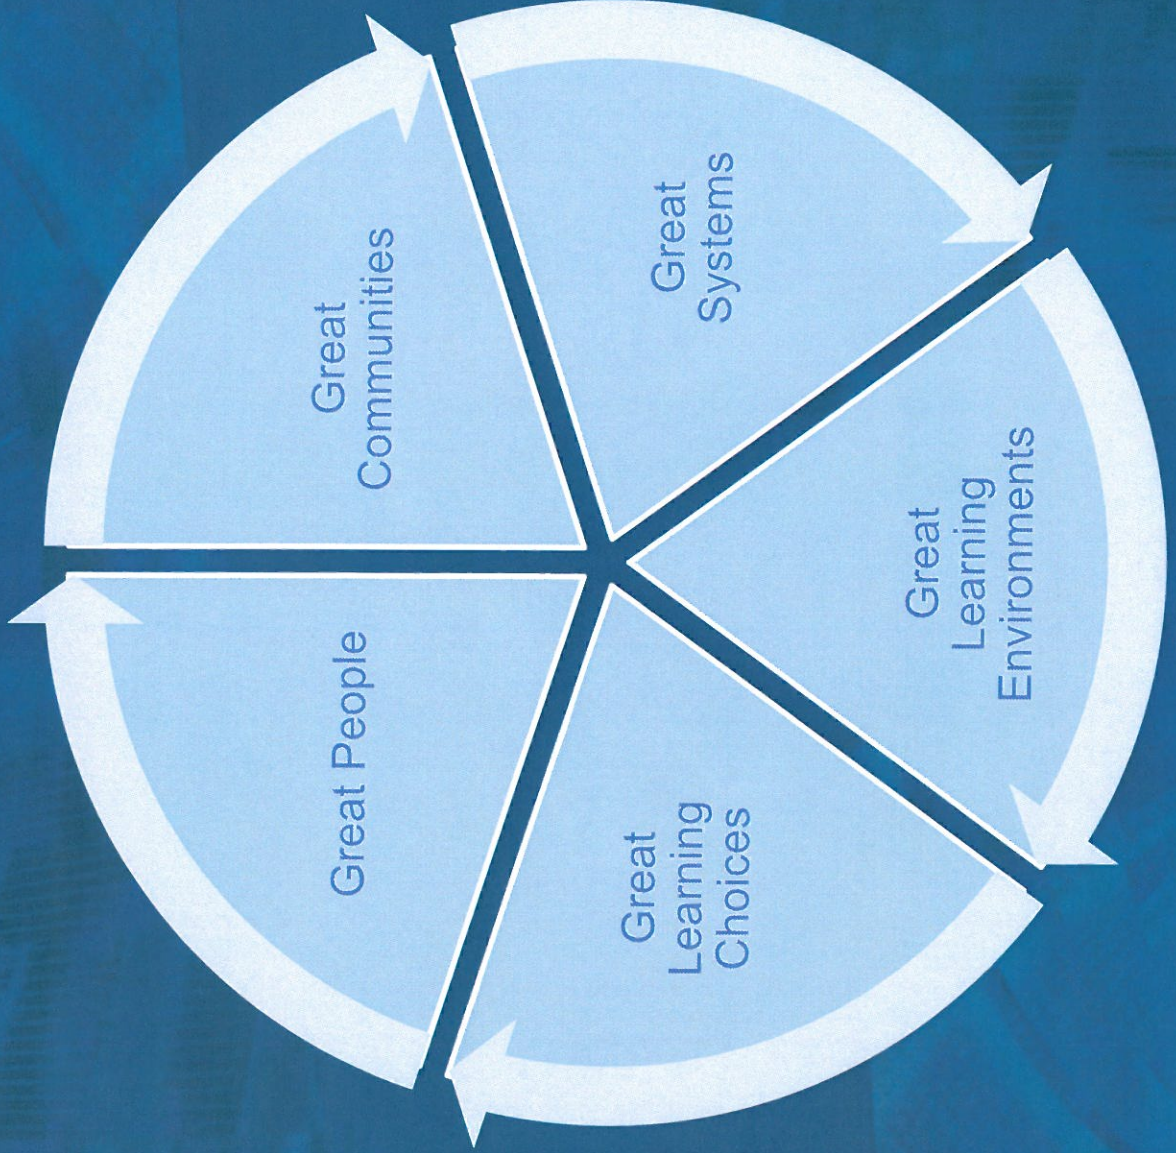 Great People
Great
Communities
Great
Systems
Great
Learning
Environments
Great
Learning
Choices